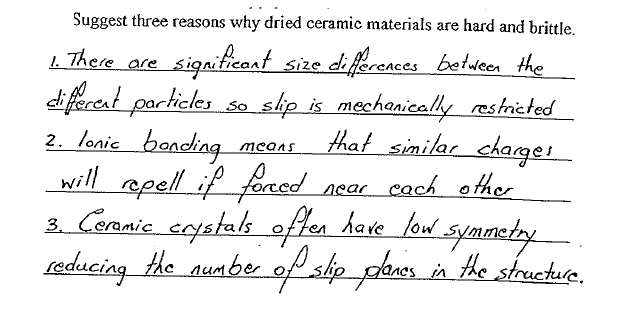 Suggest three reasons why dried ceramic materials are hard and brittle.
1. There are significant size differences between the
different particles so slip is mechanically restricted
2. Ionic bonding means that similar charges
will repell if forced near each other
3. Ceramic crystals often have low symmetry
reducing the number of slip planes in the structure.